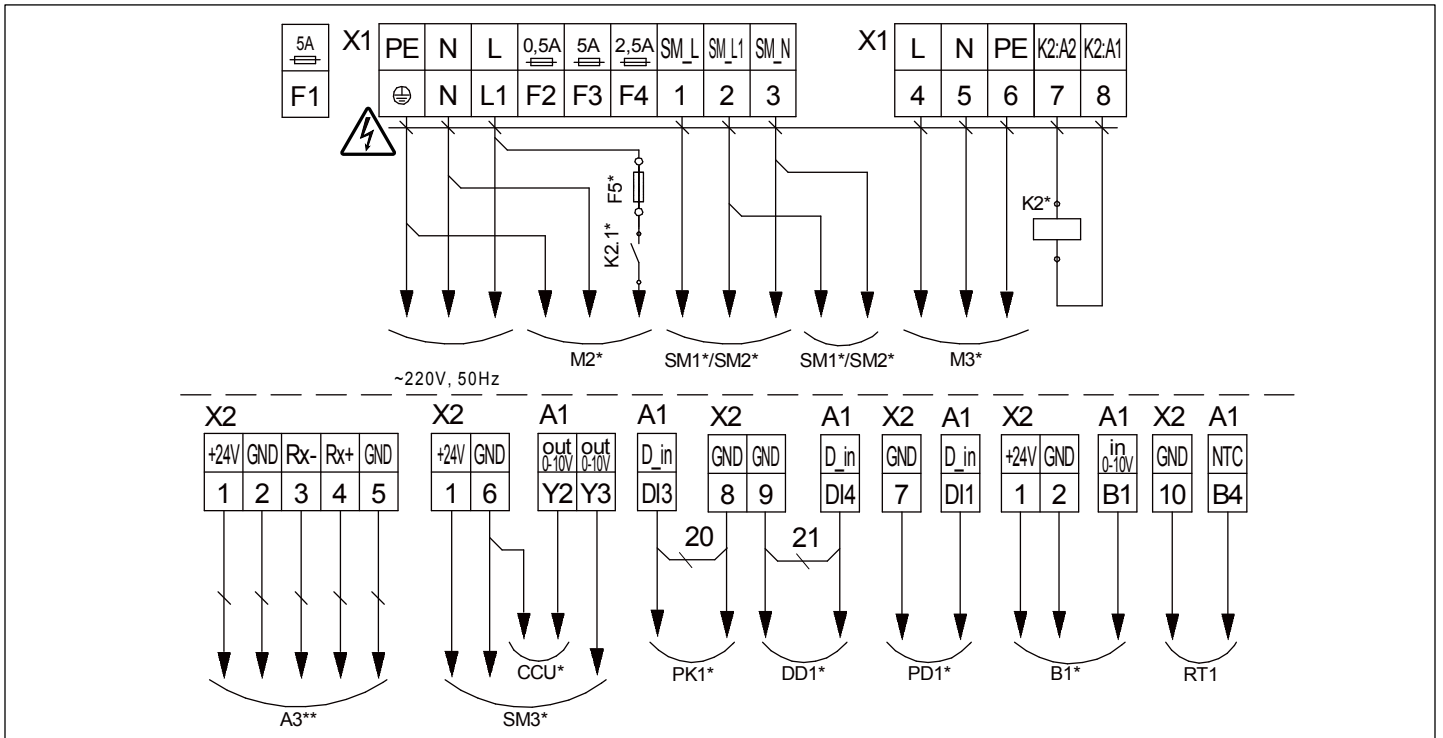 5A X1 PE N L 0,5A 5A 2,5A SM_L SM_L1 SM_N X1 L N PE K2:A2 K2:A1
F1 N L1 F2 F3 F4 1 2 3 4 5 6 7 8
F5*
K2.1*
K2*
M2* SM1*/SM2* SM1*/SM2* M3*
~220V, 50Hz
X2 X2 A1 A1 X2 A1 X2 A1 X2 A1 X2 A1
+24V GND Rx- Rx+ GND +24V GND out 0-10V out 0-10V D_in GND GND D_in GND D_in +24V GND in 0-10V GND NTC
1 2 3 4 5 1 6 Y2 Y3 DI3 8 9 DI4 7 DI1 1 2 B1 10 B4
20 21
CCU* PK1* DD1* PD1* B1* RT1
A3** SM3*